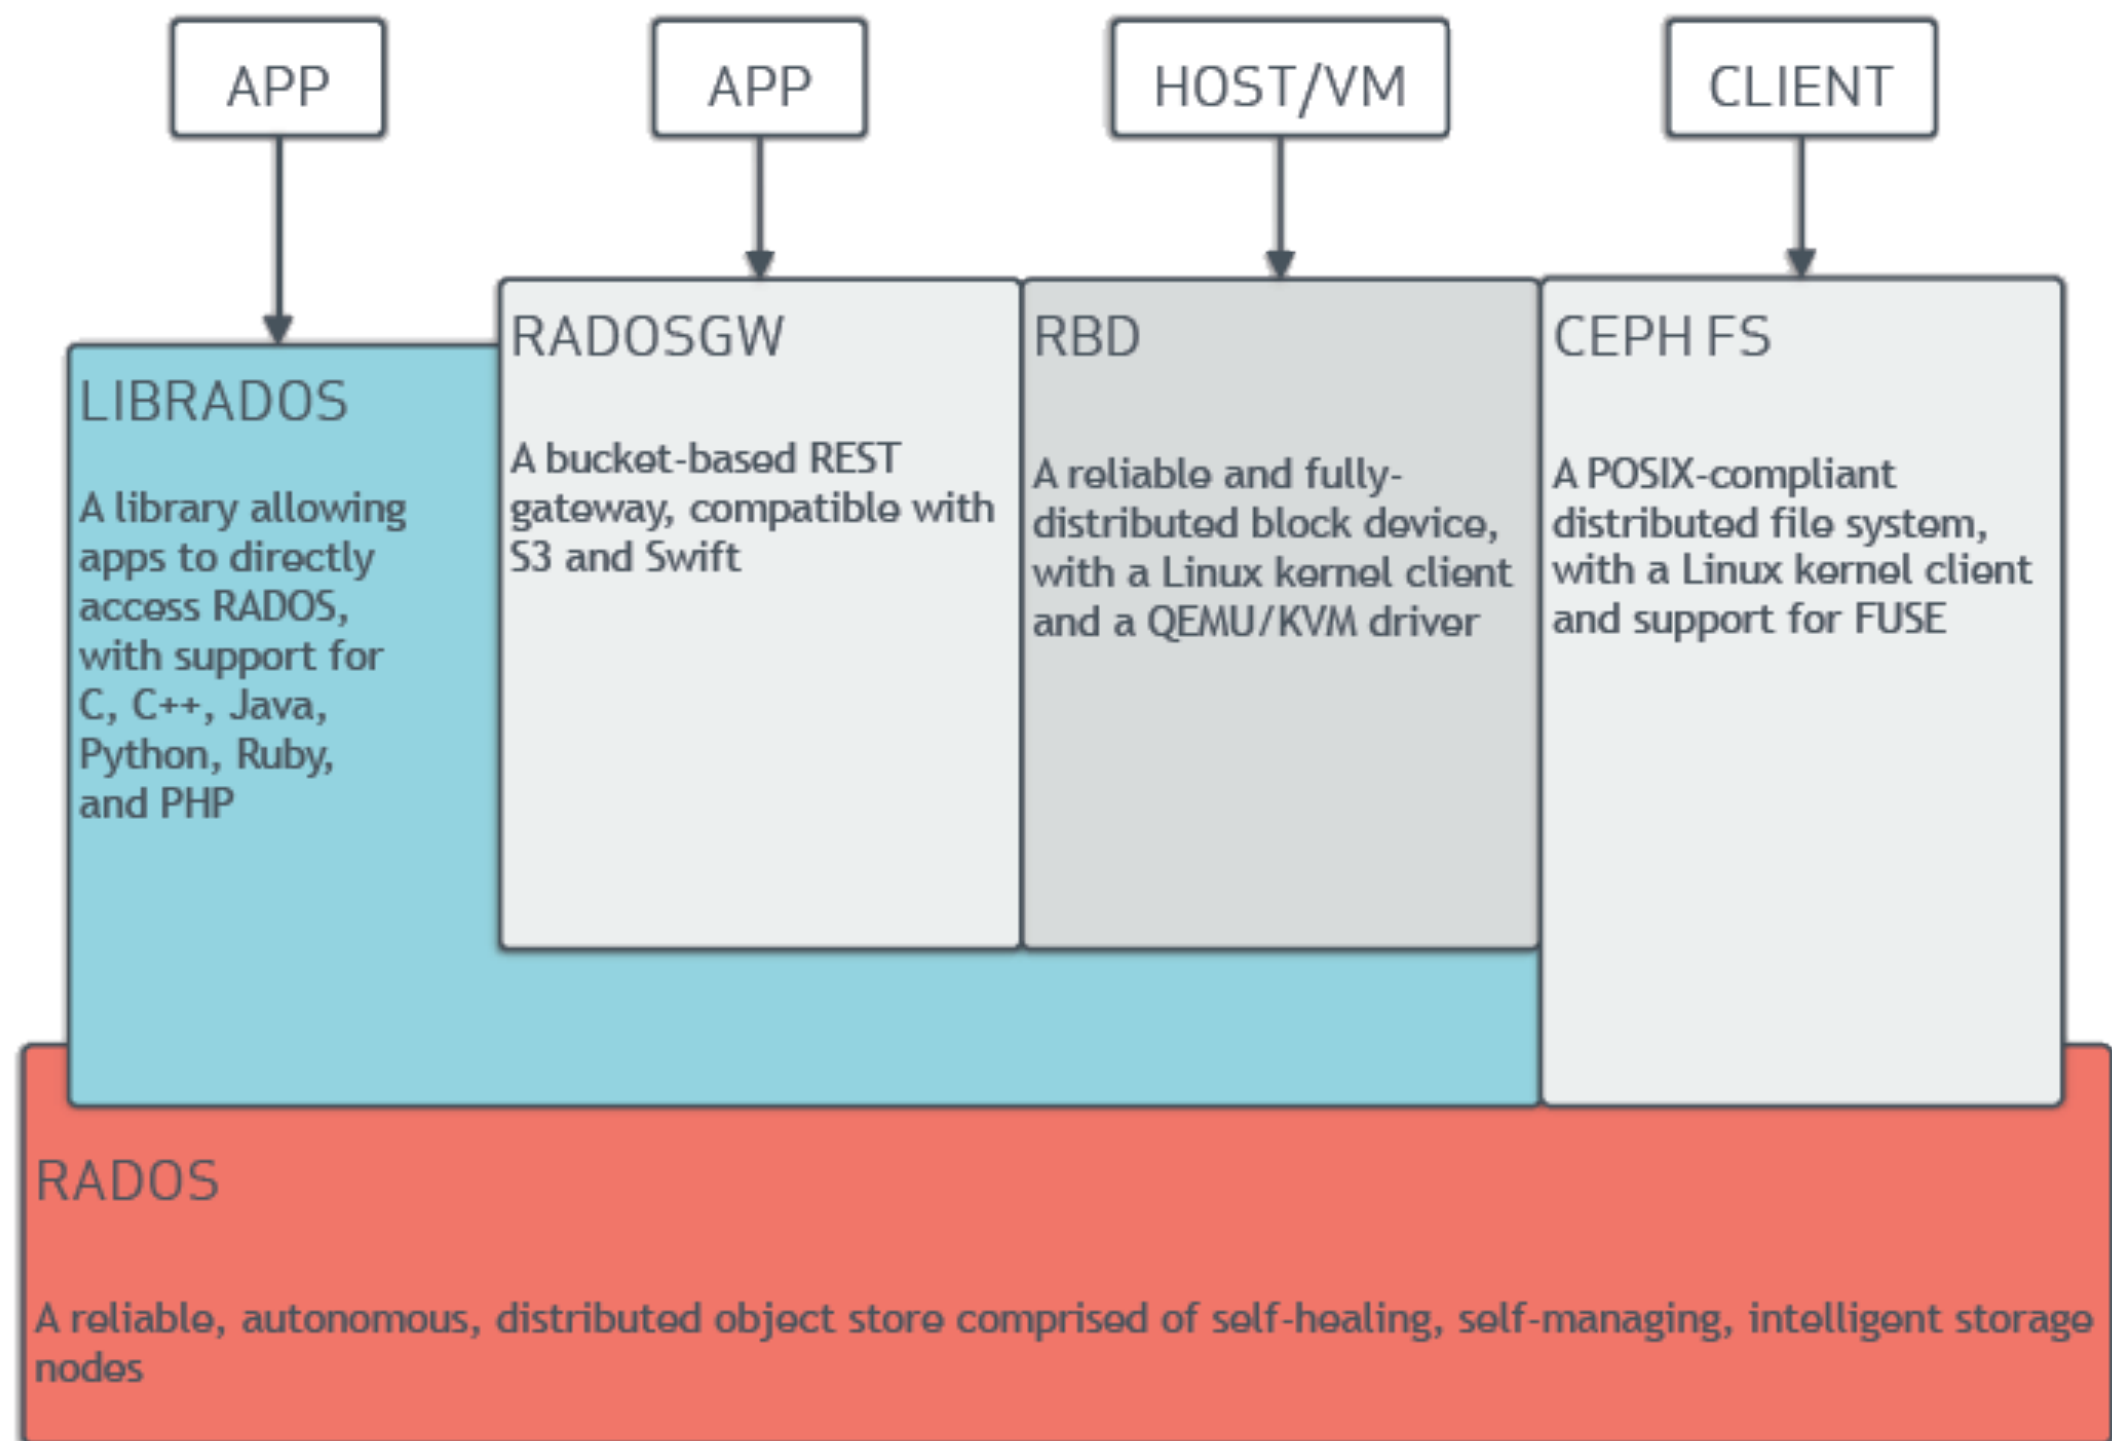 APP
APP
HOST/VM
CLIENT
LIBRADOS
A library allowing
apps to directly
access RADOS,
with support for
C, C++, Java,
Python, Ruby,
and PHP
RADOSGW
A bucket-based REST
gateway, compatible with
S3 and Swift
RBD
A reliable and fully-
distributed block device,
with a Linux kernel client
and a QEMU/KVM driver
CEPH FS
A POSIX-compliant
distributed file system,
with a Linux kernel client
and support for FUSE
RADOS
A reliable, autonomous, distributed object store comprised of self-healing, self-managing, intelligent storage
nodes